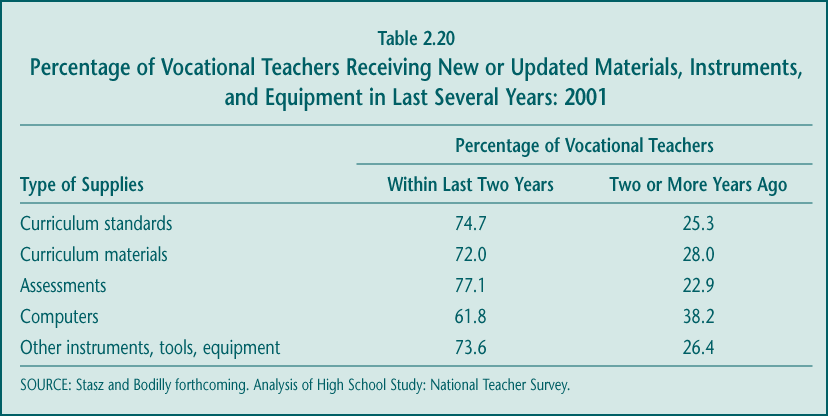 Table 2.20
Percentage of Vocational Teachers Receiving New or Updated Materials, Instruments,
and Equipment in Last Several Years: 2001
Percentage of Vocational Teachers
Type of Supplies Within Last Two Years Two or More Years Ago
Curriculum standards 74.7 25.3
Curriculum materials 72.0 28.0
Assessments 77.1 22.9
Computers 61.8 38.2
Other instruments, tools, equipment 73.6 26.4
SOURCE: Stasz and Bodilly forthcoming. Analysis of High School Study: National Teacher Survey.